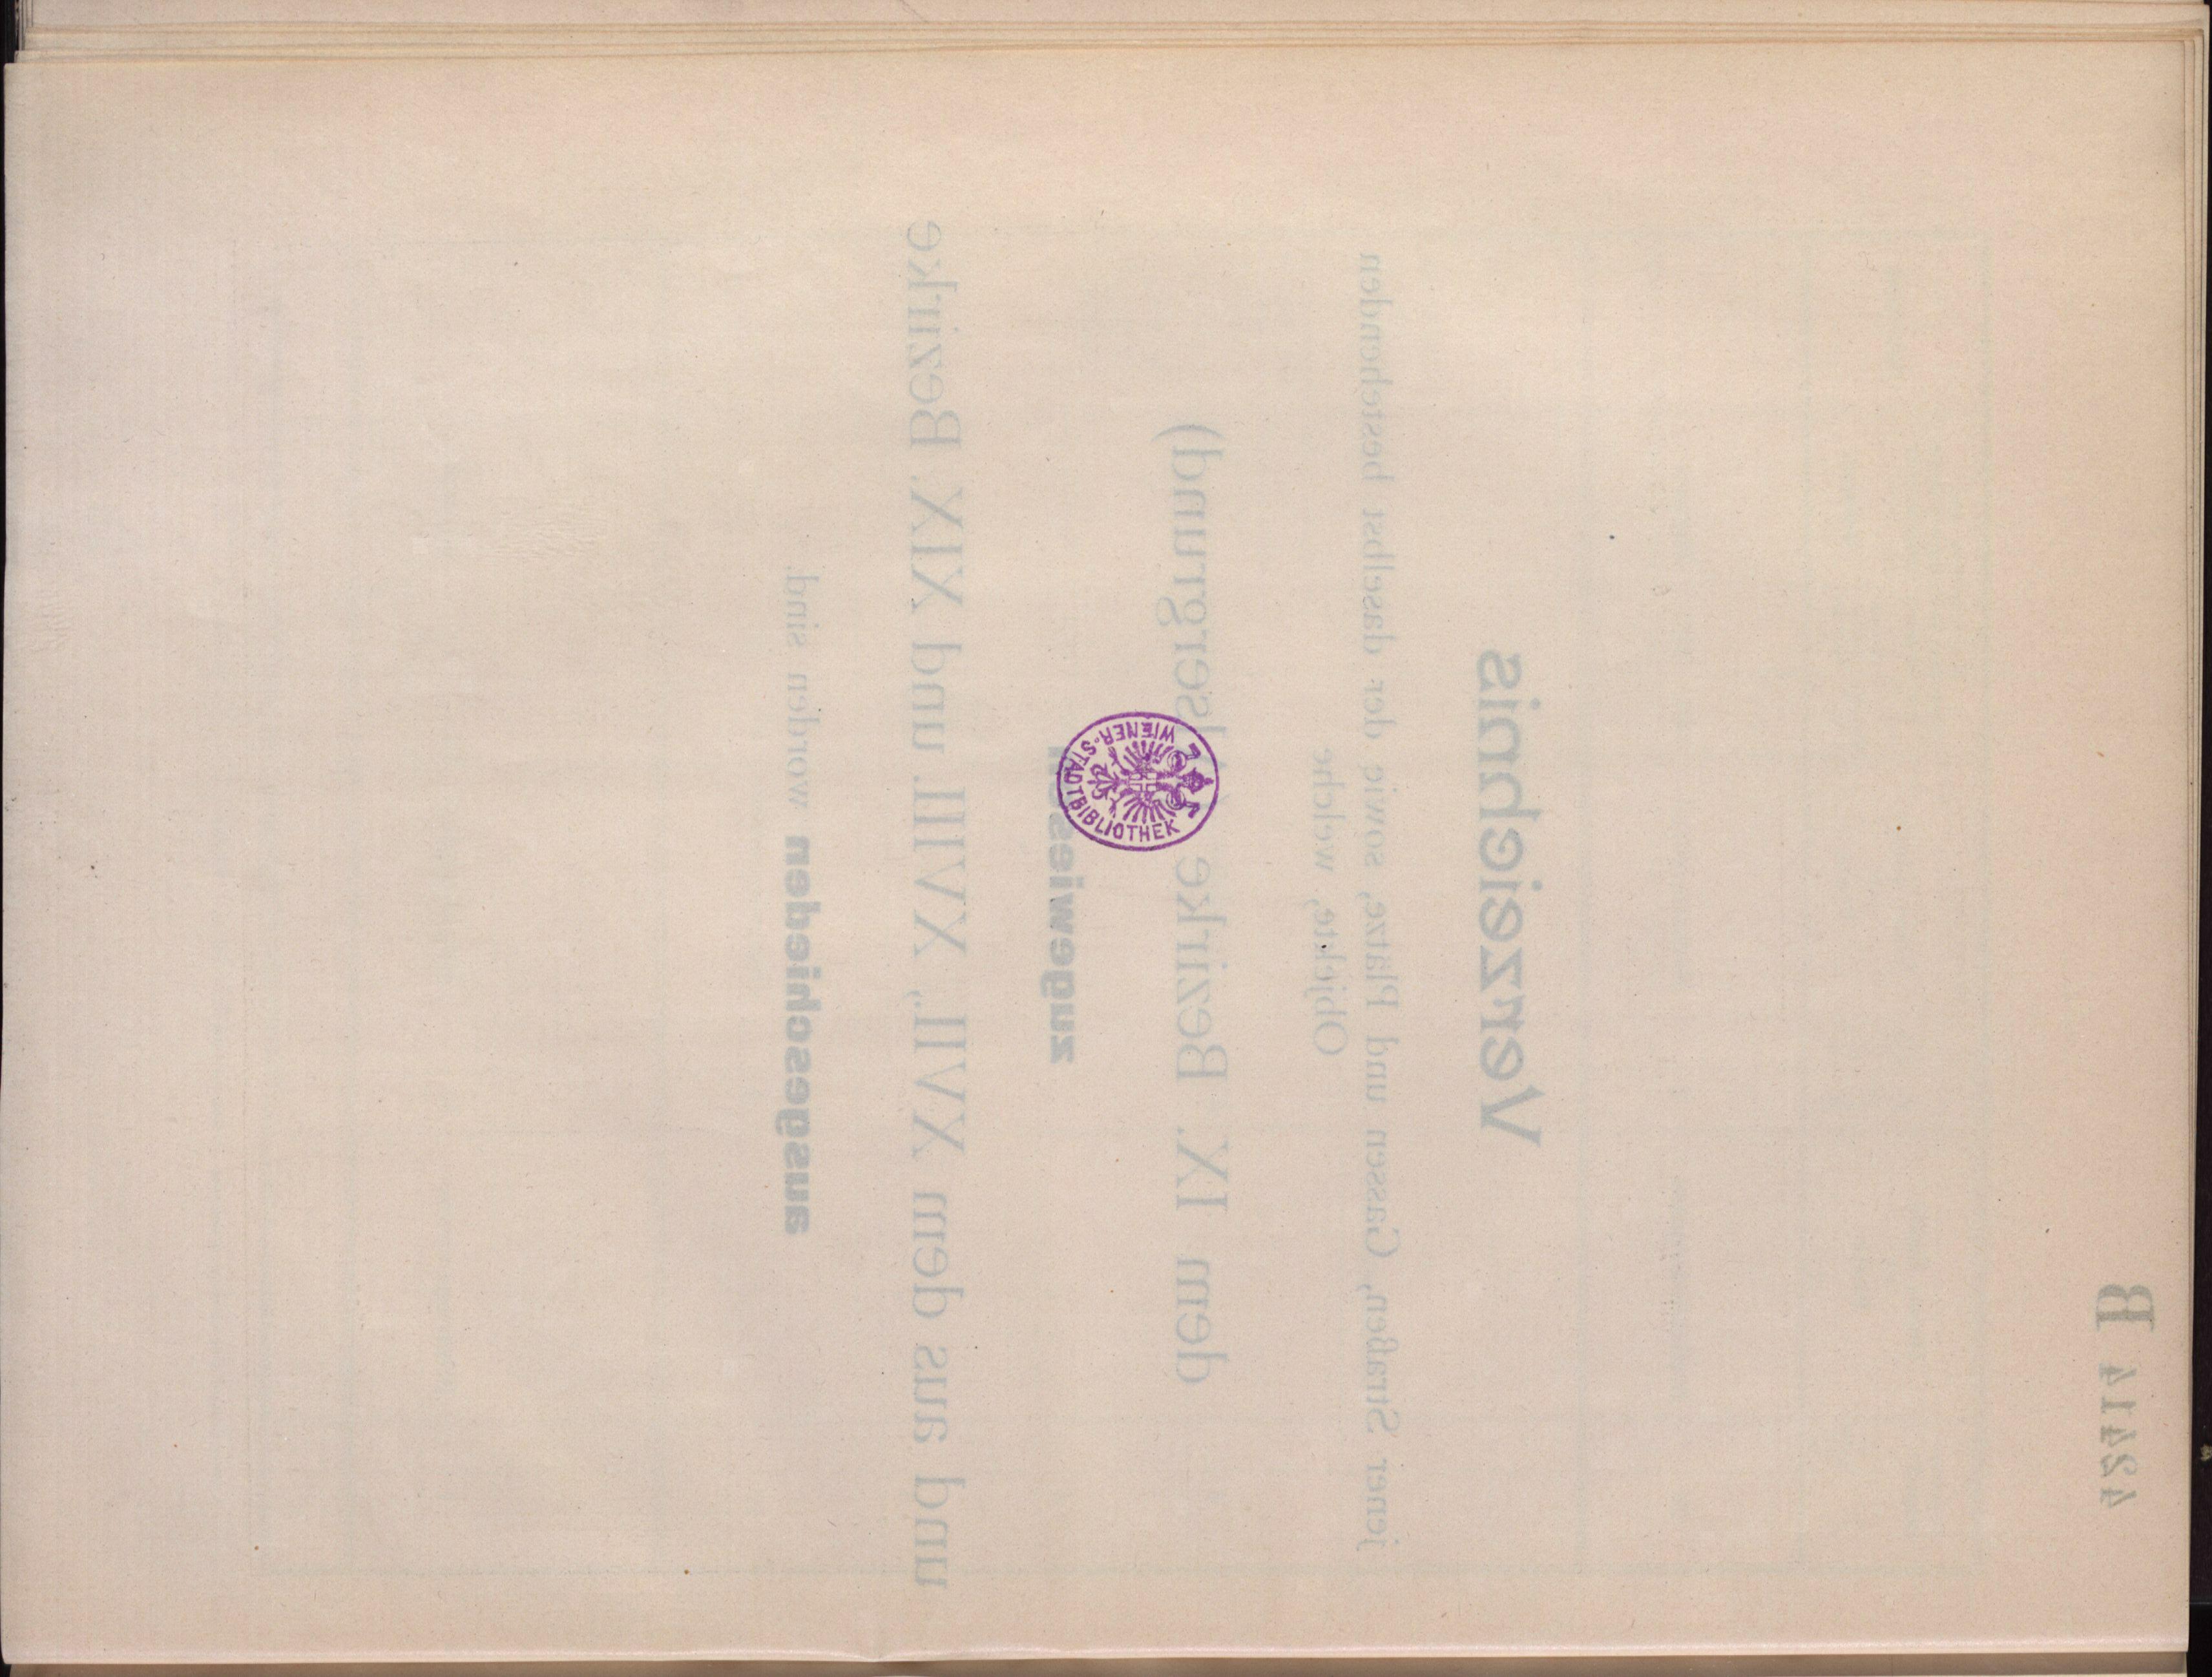 Verzeichnis
jener Straßen, Gassen und Plätze, sowie der daselbst bestehenden
Objekte, welche
dem IX. Bezirke (Alsergrund)
zugewiesen
und aus dem XVII., XVIII. und XIX. Bezirke
ausgeschieden worden sind.
WIENER-STADTBIBLIOTHEK
42414 B